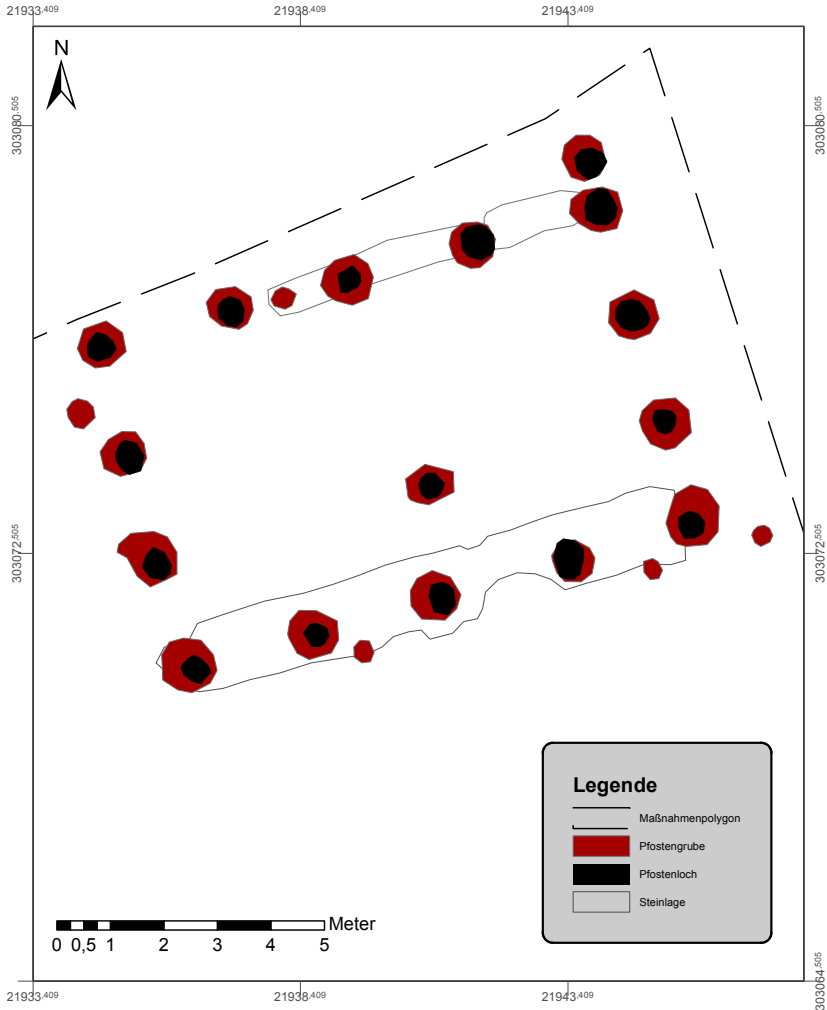 21933,409 21938,409 21943,409
N
303080,505 303080,505
303072,505 303072,505
Legende
Maßnahmenpolygon
Pfostengrube
Pfostenloch
Steinlage
Meter
0 0,5 1 2 3 4 5
303064,505
21933,409 21938,409 21943,409